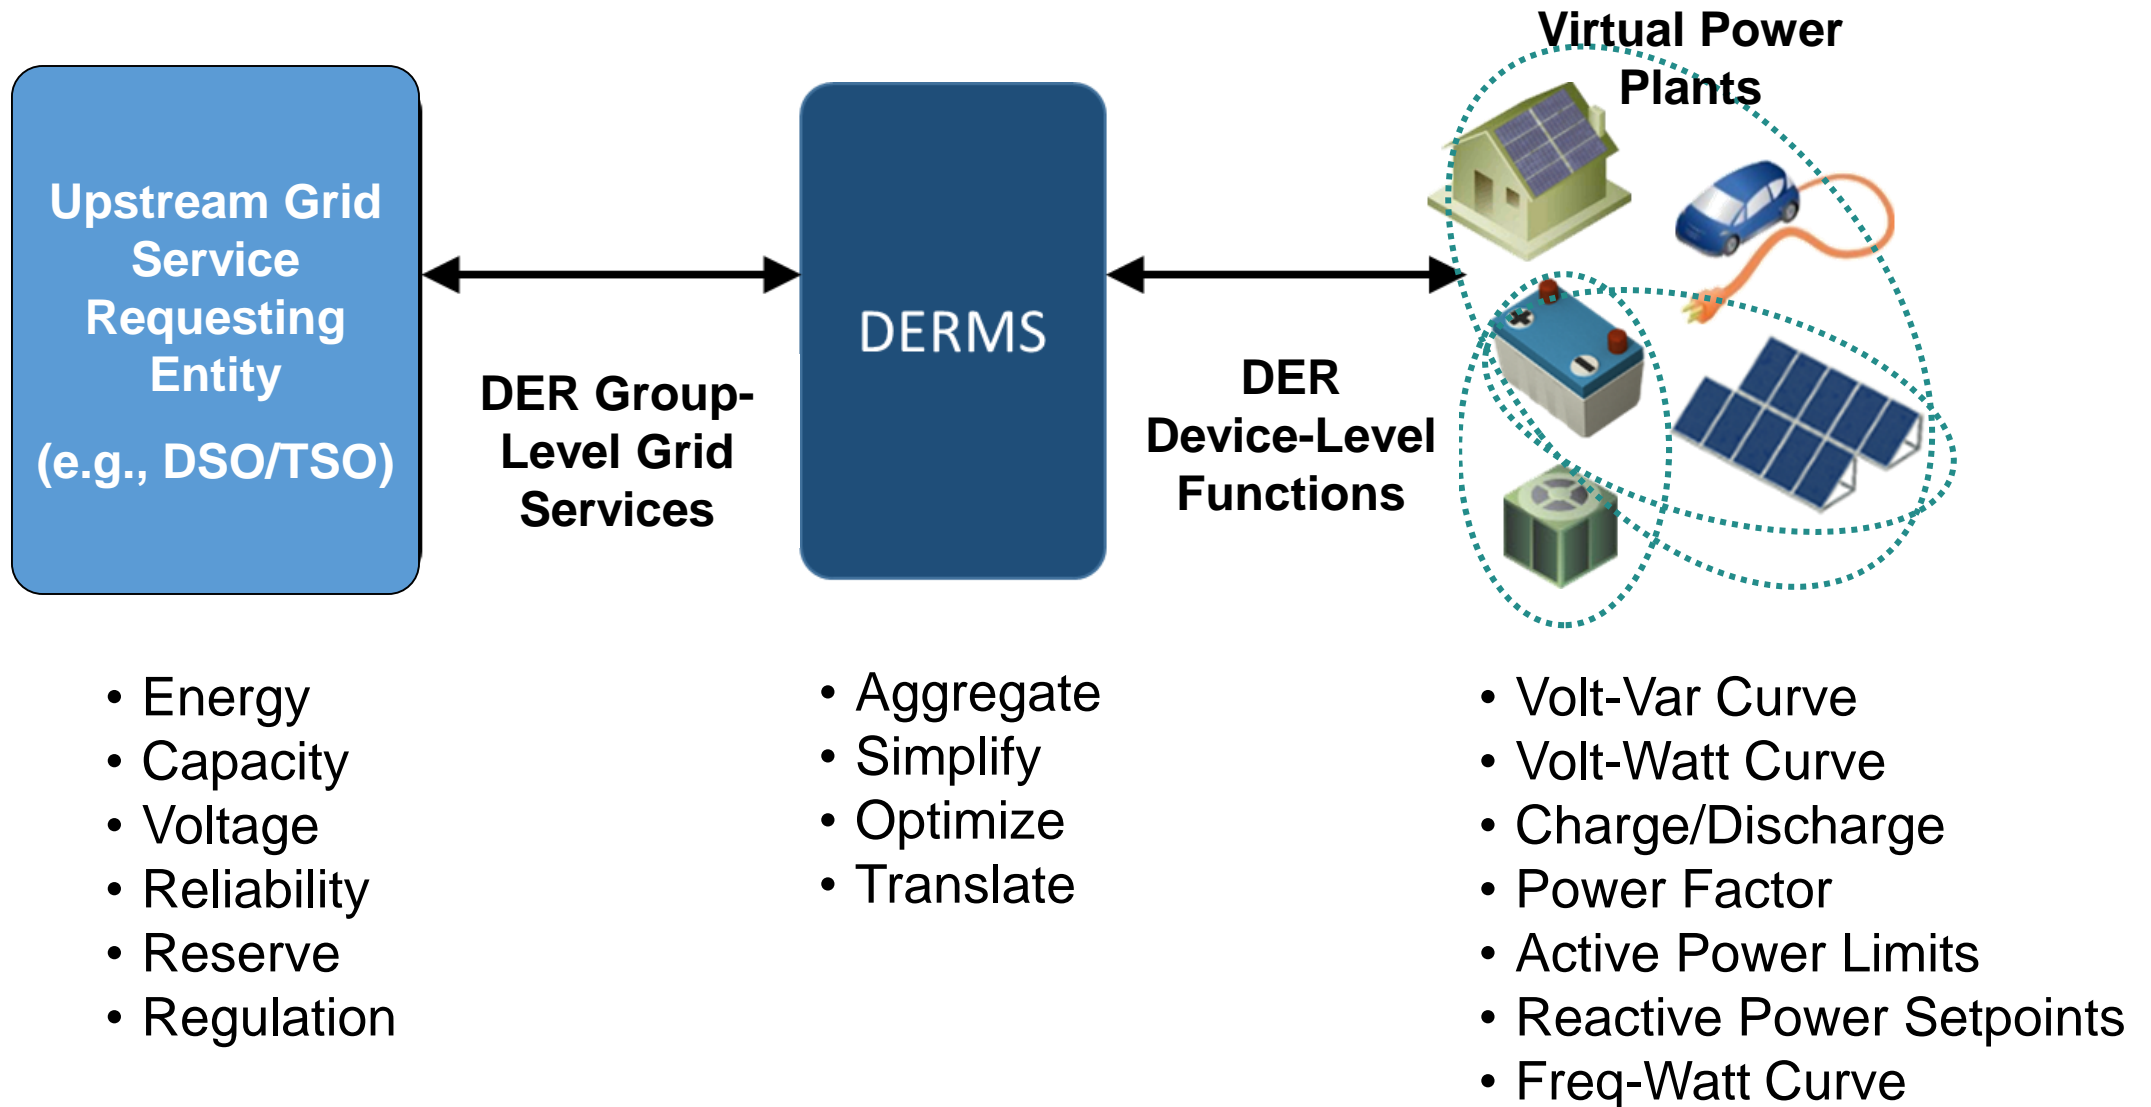 Virtual Power
Plants
Upstream Grid
Service
Requesting
Entity
(e.g., DSO/TSO)
DER Group-
Level Grid
Services
DERMS
DER
Device-Level
Functions
• Energy
• Capacity
• Voltage
• Reliability
• Reserve
• Regulation
• Aggregate
• Simplify
• Optimize
• Translate
• Volt-Var Curve
• Volt-Watt Curve
• Charge/Discharge
• Power Factor
• Active Power Limits
• Reactive Power Setpoints
• Freq-Watt Curve